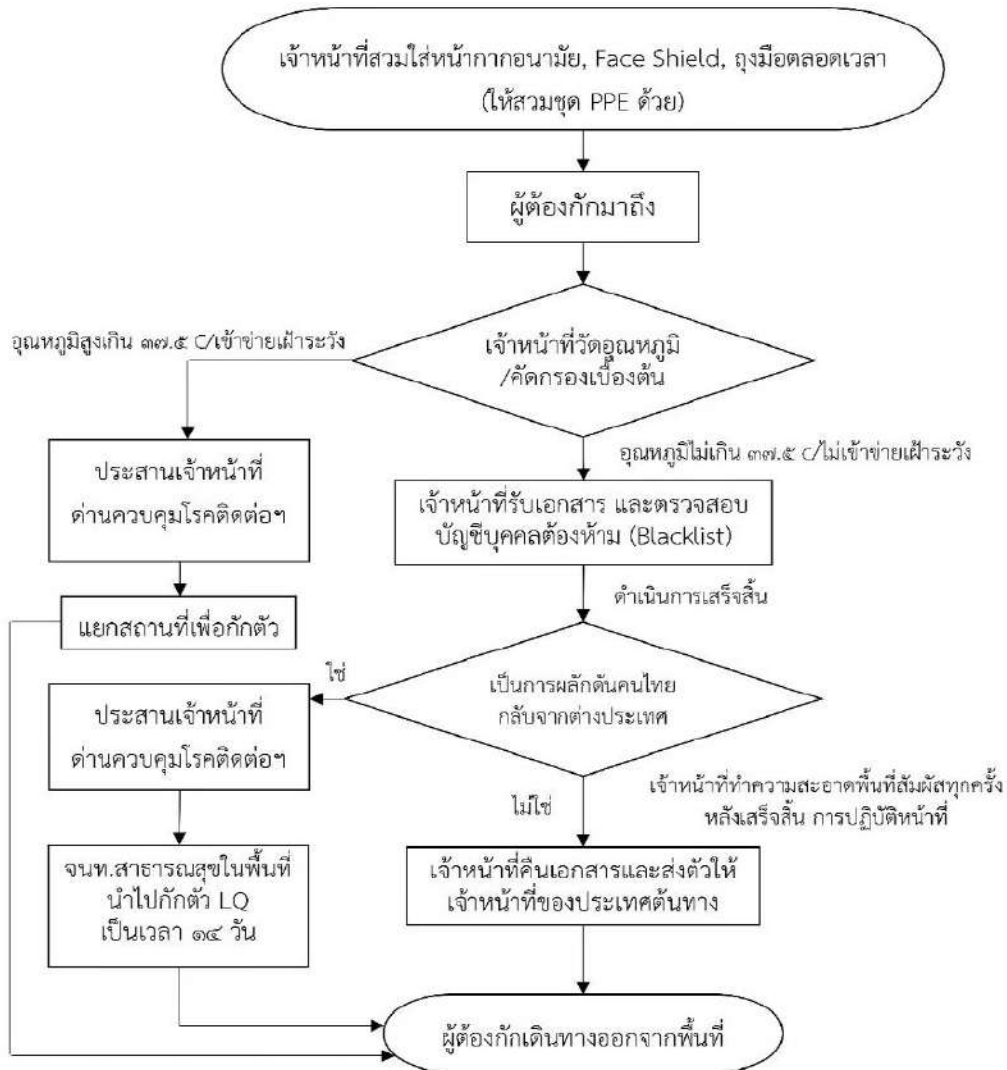 เจ้าหน้าที่สวมใส่หน้ากากอนามัย, Face Shield, ถุงมือตลอดเวลา
(ให้สวมชุด PPE ด้วย)
ผู้ต้องกักมาถึง
เจ้าหน้าที่วัดอุณหภูมิ
/คัดกรองเบื้องต้น
อุณหภูมิสูงเกิน ๓๗.๕ C/เข้าข่ายเฝ้าระวัง
ประสานเจ้าหน้าที่
ด่านควบคุมโรคติดต่อฯ
แยกสถานที่เพื่อกักตัว
อุณหภูมิไม่เกิน ๓๗.๕ C/ไม่เข้าข่ายเฝ้าระวัง
เจ้าหน้าที่รับเอกสาร และตรวจสอบ
บัญชีบุคคลต้องห้าม (Blacklist)
ดำเนินการเสร็จสิ้น
เป็นการผลักดันคนไทย
กลับจากต่างประเทศ
ใช่
ประสานเจ้าหน้าที่
ด่านควบคุมโรคติดต่อฯ
จนท.สาธารณสุขในพื้นที่
นำไปกักตัว LQ
เป็นเวลา ๑๔ วัน
ไม่ใช่
เจ้าหน้าที่ทำความสะอาดพื้นที่สัมผัสทุกครั้ง
หลังเสร็จสิ้น การปฏิบัติหน้าที่
เจ้าหน้าที่คืนเอกสารและส่งตัวให้
เจ้าหน้าที่ของประเทศต้นทาง
ผู้ต้องกักเดินทางออกจากพื้นที่